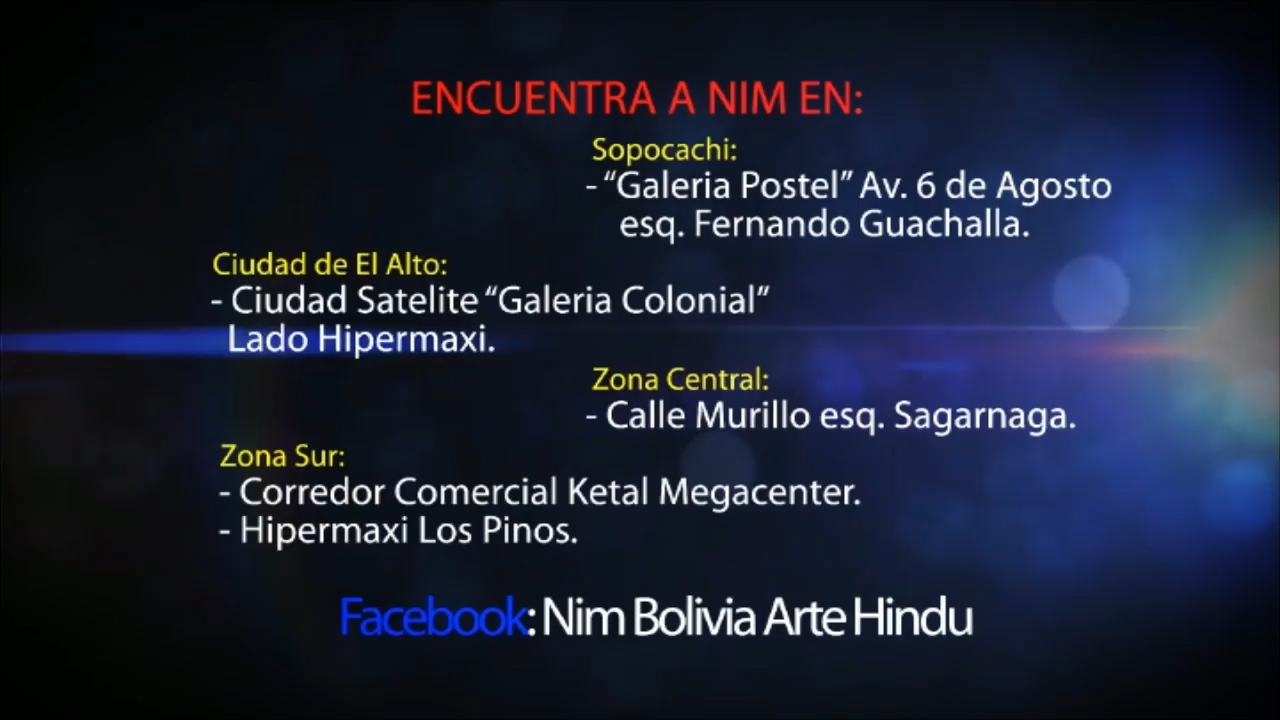 ENCUENTRA A NIM EN:
Sopocachi:
- “Galeria Postel” Av. 6 de Agosto
esq. Fernando Guachalla.
Ciudad de El Alto:
- Ciudad Satelite “Galeria Colonial”
Lado Hipermaxi.
Zona Central:
- Calle Murillo esq. Sagarnaga.
Zona Sur:
- Corredor Comercial Ketal Megacenter.
- Hipermaxi Los Pinos.
Facebook: Nim Bolivia Arte Hindu